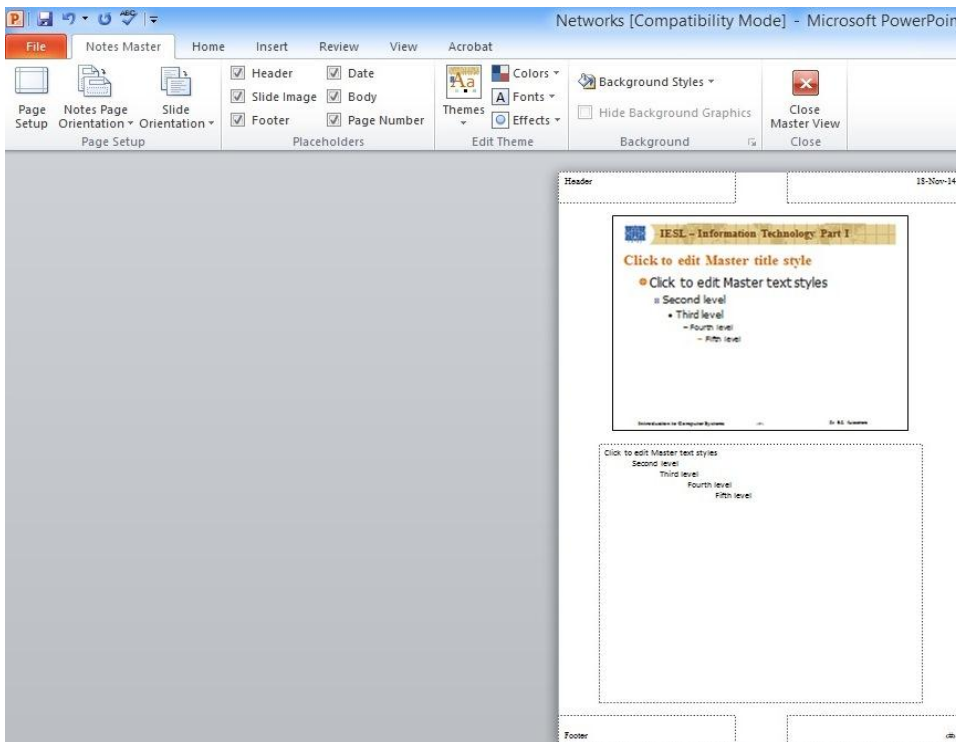 Networks [Compatibility Mode] - Microsoft PowerPoin
File Notes Master Home Insert Review View Acrobat
Page Setup
Notes Page Orientation
Slide Orientation
Page Setup
Header Date
Slide Image Body
Footer Page Number
Placeholders
Themes
Colors
Fonts
Effects
Edit Theme
Background Styles
Hide Background Graphics
Background
Close Master View
Close
Header
18-Nov-14
IESL – Information Technology Part I
Click to edit Master title style
Click to edit Master text styles
Second level
Third level
Fourth level
Fifth level
Introduction to Computer Systems
Click to edit Master text styles
Second level
Third level
Fourth level
Fifth level
Footer